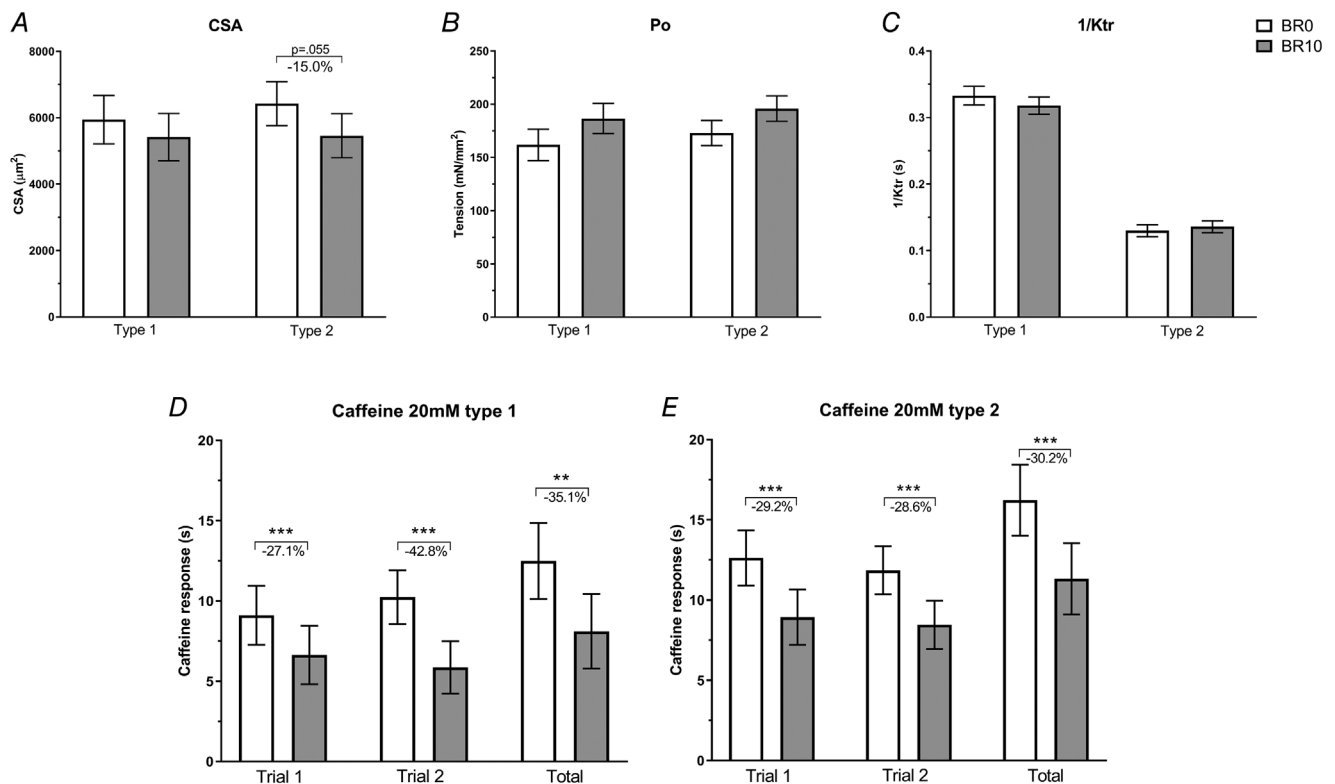 A
CSA
CSA (μm²)
8000
6000
4000
2000
0
p=.055
-15.0%
Type 1
Type 2
B
Po
Tension (mN/mm²)
250
200
150
100
50
0
Type 1
Type 2
C
1/Ktr
1/Ktr (s)
0.4
0.3
0.2
0.1
0.0
Type 1
Type 2
BR0
BR10
D
Caffeine 20mM type 1
Caffeine response (s)
20
15
10
5
0
***
-27.1%
***
-42.8%
**
-35.1%
Trial 1
Trial 2
Total
E
Caffeine 20mM type 2
Caffeine response (s)
20
15
10
5
0
***
-29.2%
***
-28.6%
***
-30.2%
Trial 1
Trial 2
Total